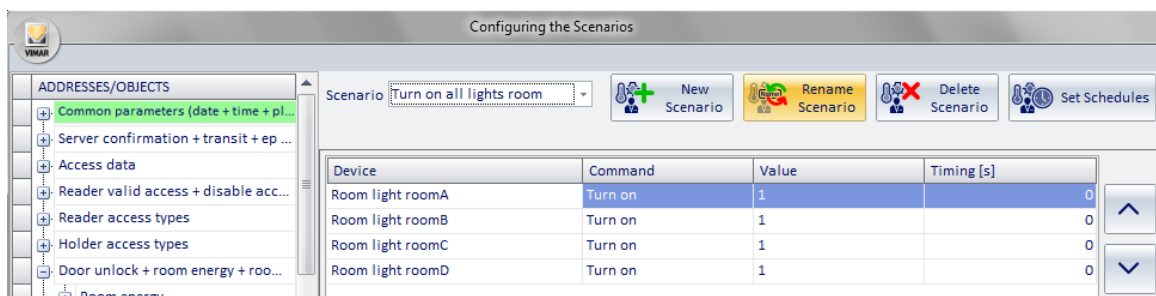 Configuring the Scenarios
VIMAR
ADDRESSES/OBJECTS
Common parameters (date + time + pl...
Server confirmation + transit + ep ...
Access data
Reader valid access + disable acc...
Reader access types
Holder access types
Door unlock + room energy + roo...
Room energy
Scenario Turn on all lights room
New Scenario
Name
Rename Scenario
Delete Scenario
Set Schedules
Device Command Value Timing [s]
Room light roomA Turn on 1 0
Room light roomB Turn on 1 0
Room light roomC Turn on 1 0
Room light roomD Turn on 1 0